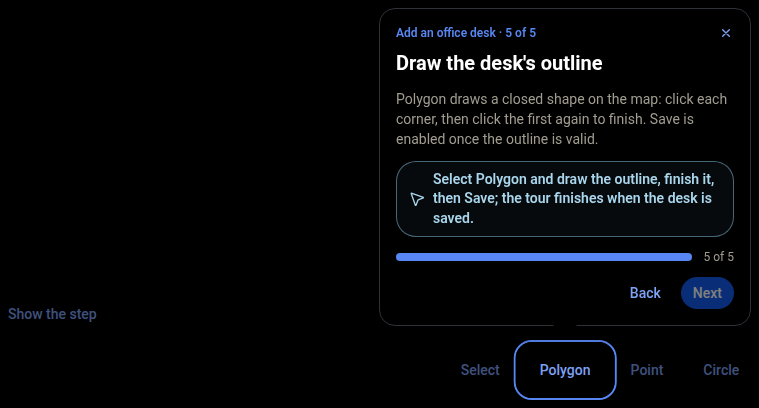 Add an office desk · 5 of 5
Draw the desk's outline
Polygon draws a closed shape on the map: click each
corner, then click the first again to finish. Save is
enabled once the outline is valid.
Select Polygon and draw the outline, finish it,
then Save; the tour finishes when the desk is
saved.
5 of 5
Back Next
Show the step
Select Polygon Point Circle